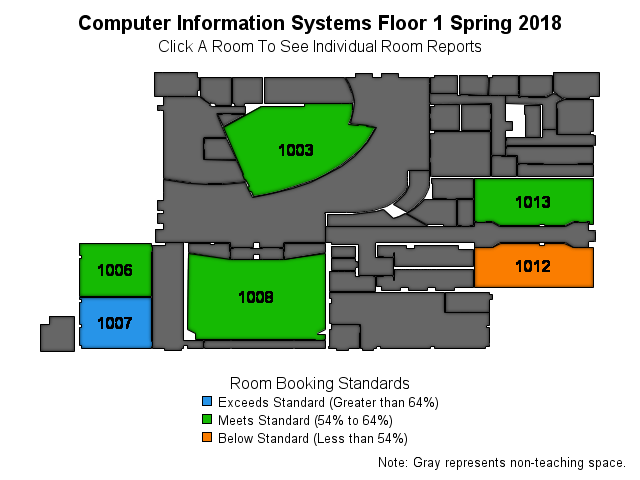 Computer Information Systems Floor 1 Spring 2018
Click A Room To See Individual Room Reports
1003
1013
1006
1012
1008
1007
Room Booking Standards
Exceeds Standard (Greater than 64%)
Meets Standard (54% to 64%)
Below Standard (Less than 54%)
Note: Gray represents non-teaching space.